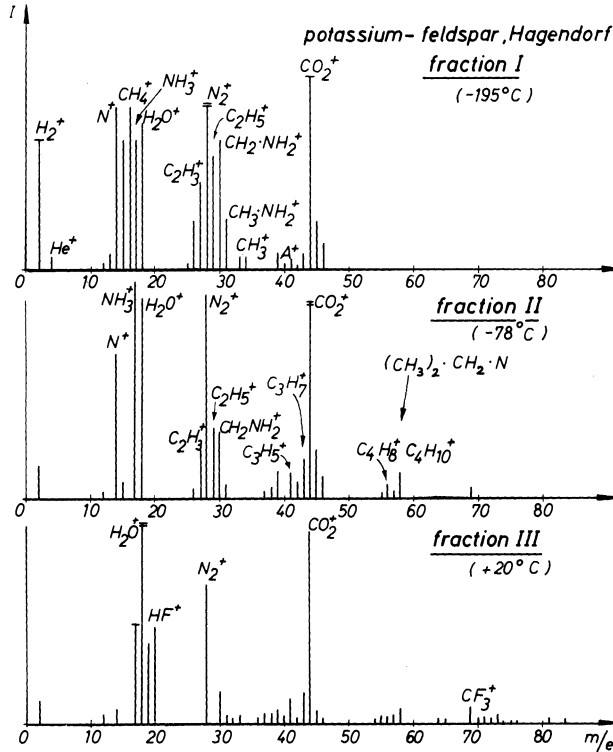 I
potassium-feldspar, Hagendorf
fraction I
(-195°C)
H₂⁺
He⁺
N⁺
CH₄⁺
NH₃⁺
H₂O⁺
C₂H₃⁺
N₂⁺
C₂H₅⁺
CH₂·NH₂⁺
CH₃·NH₂⁺
CH₃⁺
A⁺
CO₂⁺
0 10 20 30 40 50 60 70 80
fraction II
(-78°C)
N⁺
NH₃⁺
H₂O⁺
N₂⁺
C₂H₃⁺
C₂H₅⁺
CH₂NH₂⁺
C₃H₅⁺
C₃H₇⁺
CO₂⁺
(CH₃)₂·CH₂·N
C₄H₈⁺ C₄H₁₀⁺
0 10 20 30 40 50 60 70 80
fraction III
(+20°C)
H₂O⁺
HF⁺
N₂⁺
CO₂⁺
CF₃⁺
0 10 20 30 40 50 60 70 80 m/e